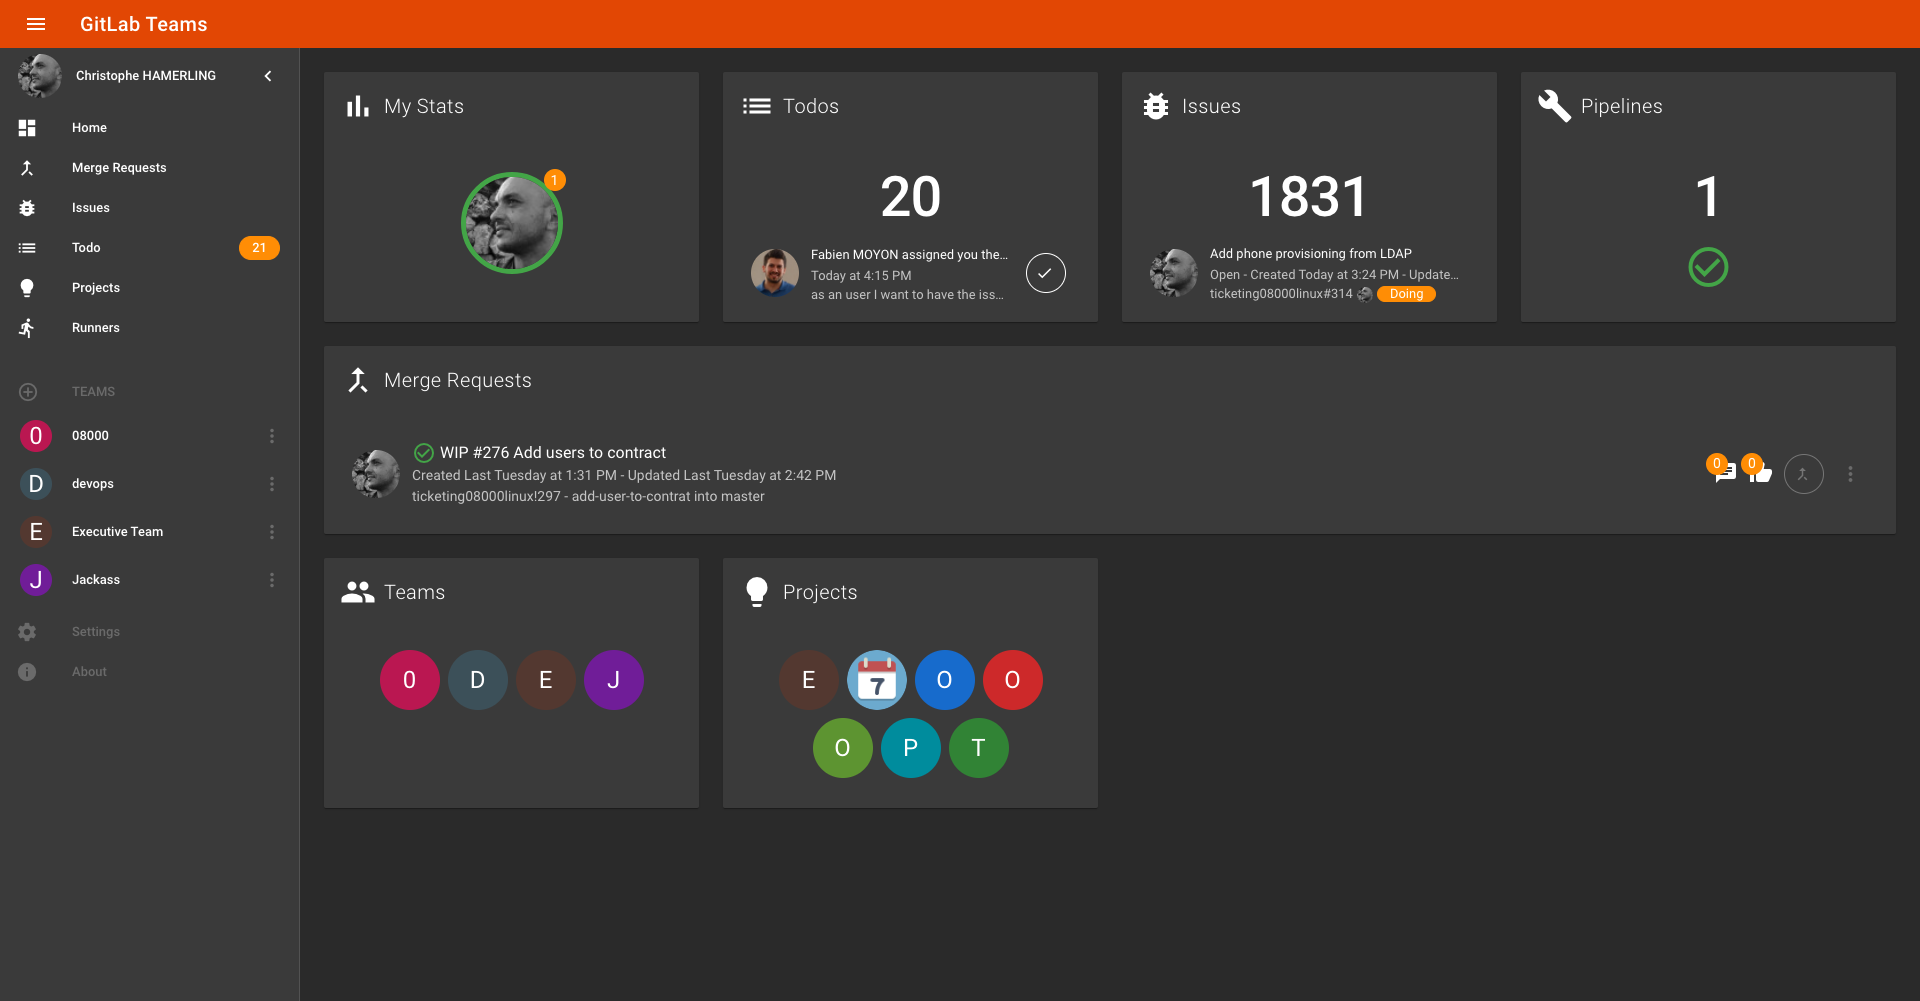 GitLab Teams
Christophe HAMERLING
Home
Merge Requests
Issues
Todo
21
Projects
Runners
TEAMS
0
08000
D
devops
E
Executive Team
J
Jackass
Settings
About
My Stats
1
Todos
20
Fabien MOYON assigned you the...
Today at 4:15 PM
as an user I want to have the iss...
Issues
1831
Add phone provisioning from LDAP
Open - Created Today at 3:24 PM - Update...
ticketing08000linux#314
Doing
Pipelines
1
Merge Requests
WIP #276 Add users to contract
Created Last Tuesday at 1:31 PM - Updated Last Tuesday at 2:42 PM
ticketing08000linux!297 - add-user-to-contrat into master
0
0
Teams
0 D E J
Projects
E 7 O O
O P T